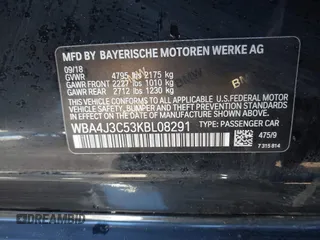 MFD BY BAYERISCHE MOTOREN WERKE AG
09/18
GVWR 4795 lbs 2175 kg
GAWR FRONT 2227 lbs 1010 kg
GAWR REAR 2712 lbs 1230 kg
THIS VEHICLE CONFORMS TO ALL APPLICABLE
U.S. FEDERAL MOTOR VEHICLE SAFETY, BUMPER,
AND THEFT PREVENTION STANDARDS IN EFFECT
ON THE DATE OF MANUFACTURE SHOWN ABOVE.
WBA4J3C53KBL08291 TYPE:
PASSENGER CAR
475/9
7 315 814
DREAMBID